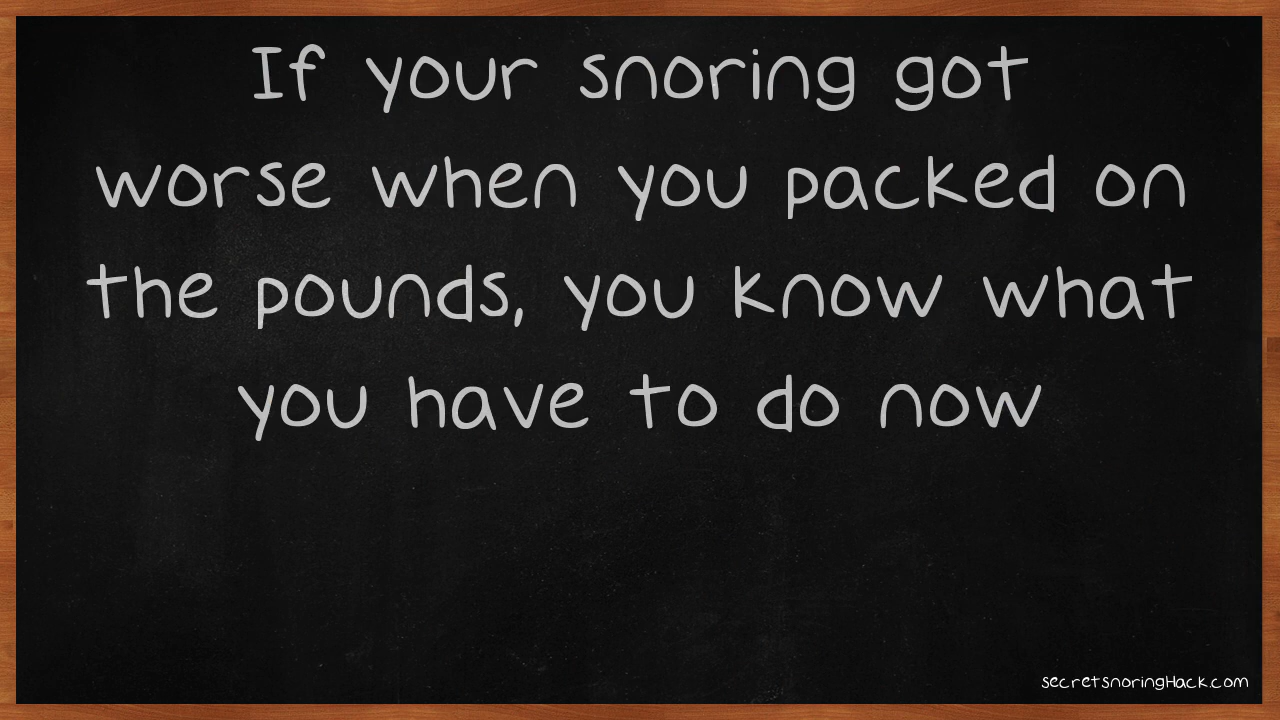 If your snoring got
worse when you packed on
the pounds, you know what
you have to do now
secretsnoringHack.com